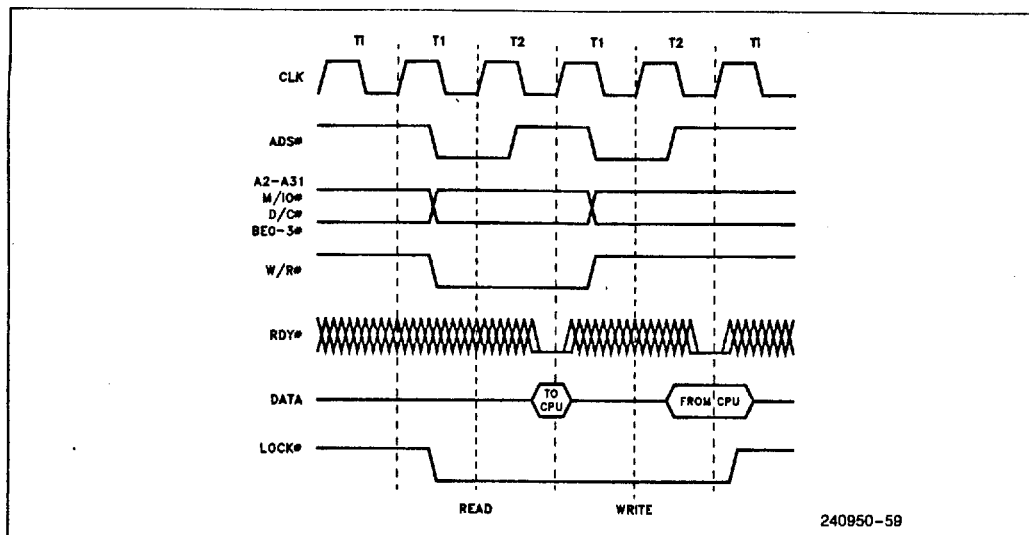 Ti T1 T2 T1 T2 Ti
CLK
ADS#
A2-A31
M/IO#
D/C#
BE0-3#
W/R#
RDY#
DATA
TO
CPU
FROM CPU
LOCK#
READ WRITE
240950-59